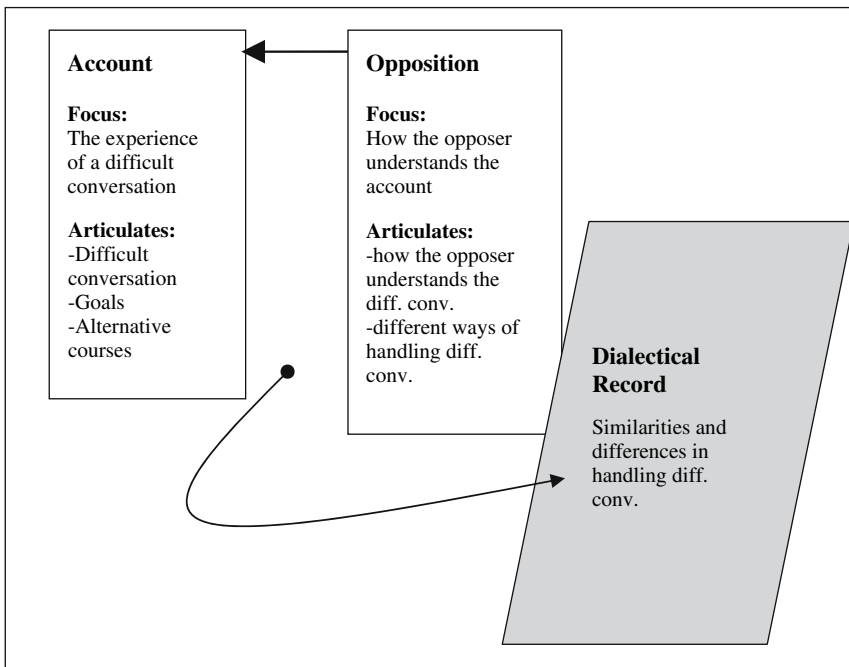 Account
Focus:
The experience
of a difficult
conversation
Articulates:
-Difficult
conversation
-Goals
-Alternative
courses
Opposition
Focus:
How the opposer
understands the
account
Articulates:
-how the opposer
understands the
diff. conv.
-different ways of
handling diff.
conv.
Dialectical
Record
Similarities and
differences in
handling diff.
conv.